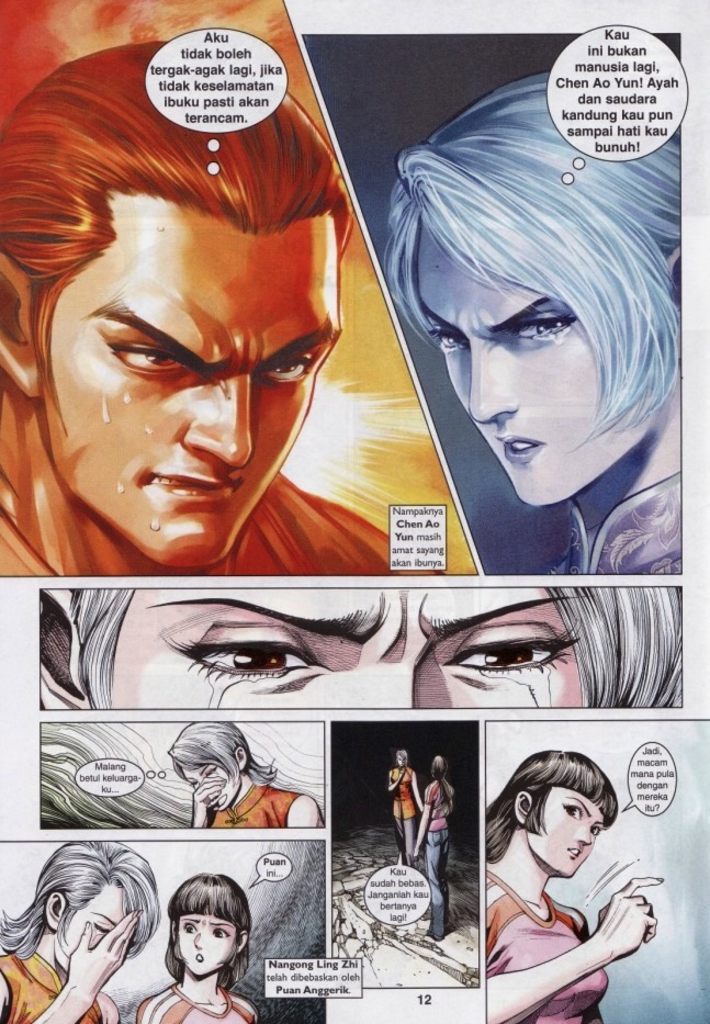 Aku
tidak boleh
tergak-agak lagi, jika
tidak keselamatan
ibuku pasti akan
terancam.
Kau
ini bukan
manusia lagi,
Chen Ao Yun! Ayah
dan saudara
kandung kau pun
sampai hati kau
bunuh!
Nampaknya
Chen Ao
Yun masih
amat sayang
akan ibunya.
Malang
betul keluarga-
ku...
Kau
sudah bebas.
Janganlah kau
bertanya
lagi!
Jadi,
macam
mana pula
dengan
mereka
itu?
Puan
ini...
Nangong Ling Zhi
telah dibebaskan oleh
Puan Anggerik.
12